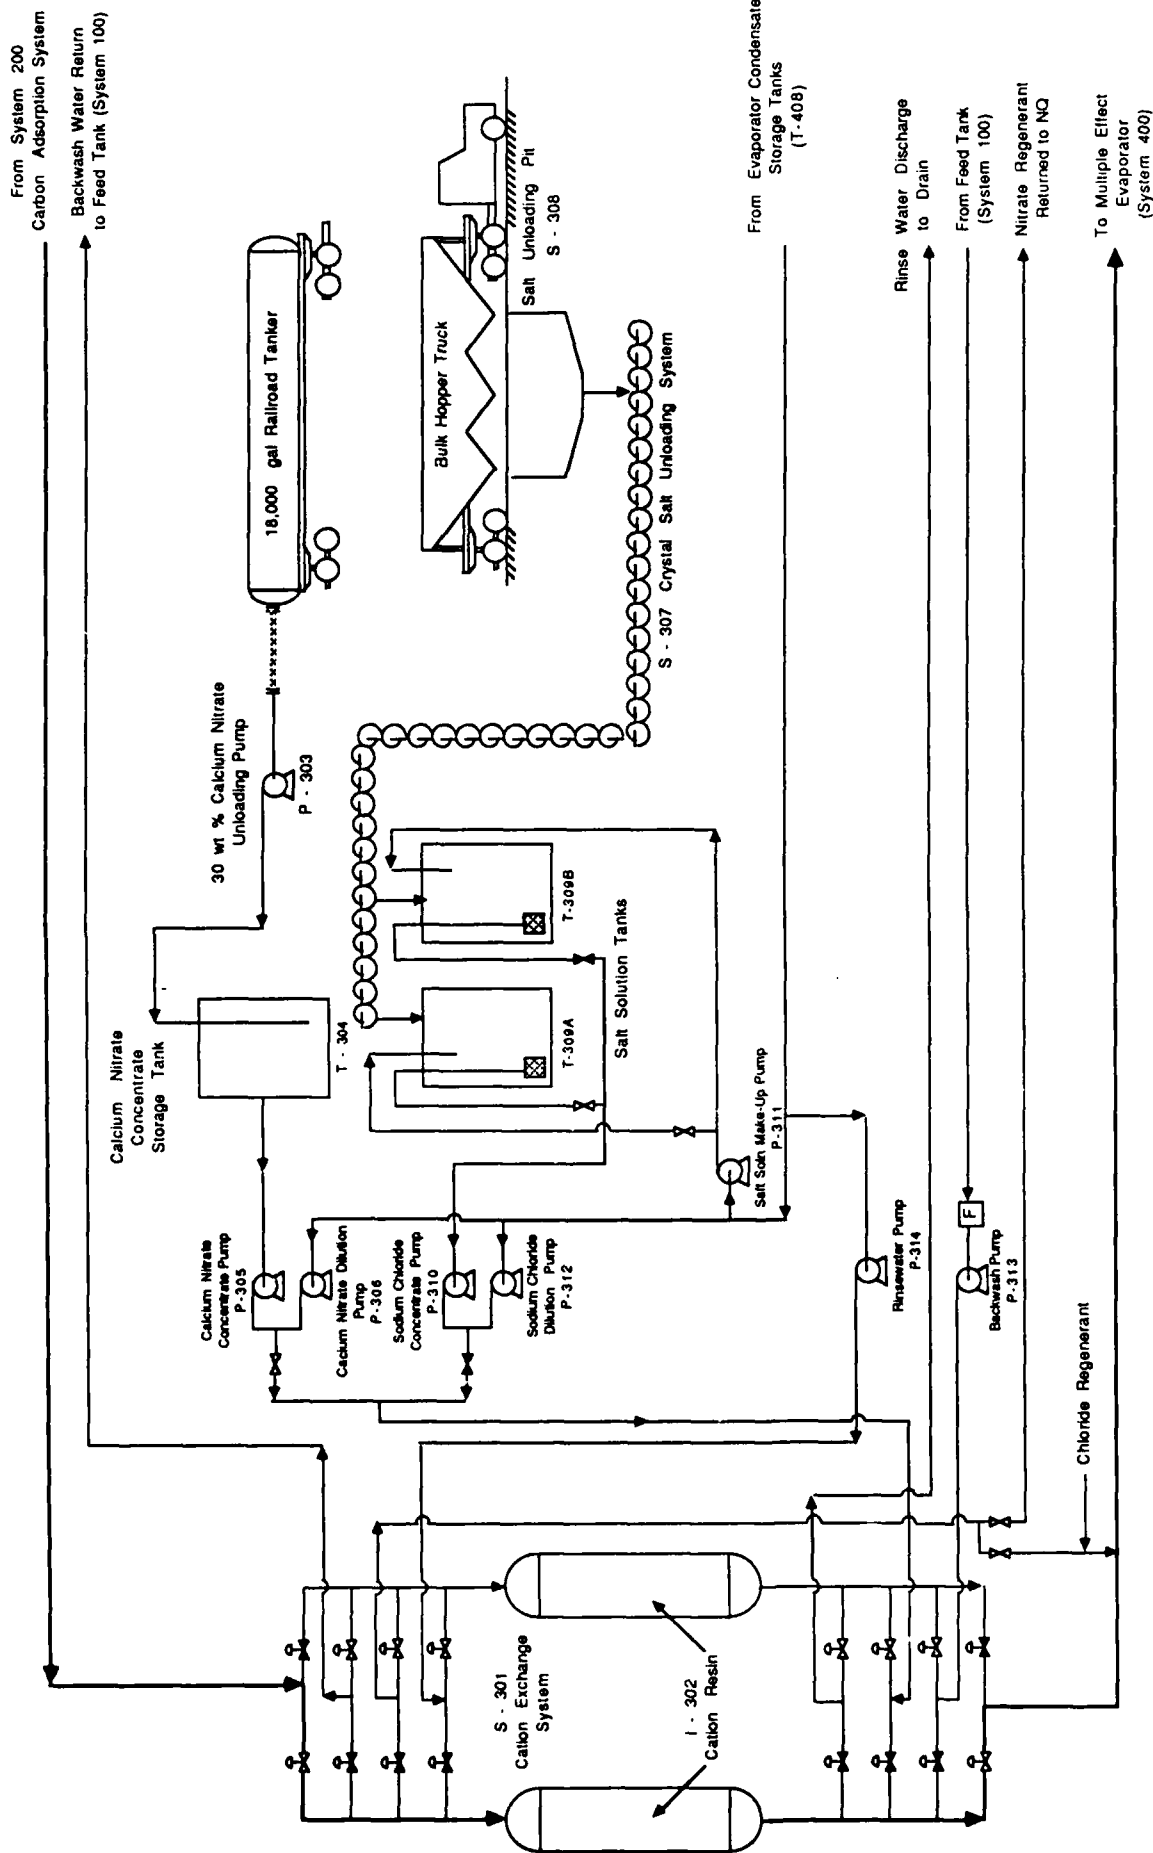 From System 200
Carbon Adsorption System
Backwash Water Return
to Feed Tank (System 100)
18,000 gal Railroad Tanker
30 wt % Calcium Nitrate
Unloading Pump
P - 303
Calcium Nitrate
Concentrate
Storage Tank
T - 304
Bulk Hopper Truck
Salt Unloading Pit
S - 308
S - 307 Crystal Salt Unloading System
T-309B
T-309A
Salt Solution Tanks
From Evaporator Condensate
Storage Tanks
(T-408)
Salt Soln Make-Up Pump
P-311
Calcium Nitrate
Concentrate Pump
P-305
Caclum Nitrate Dilution
Pump
P-306
Sodium Chloride
Concentrate Pump
P-310
Sodium Chloride
Dilution Pump
P-312
Rinsewater Pump
P-314
Rinse Water Discharge
to Drain
From Feed Tank
(System 100)
F
Backwash Pump
P-313
Nitrate Regenerant
Returned to NQ
To Multiple Effect
Evaporator
(System 400)
Chloride Regenerant
S - 301
Cation Exchange
System
I - 302
Cation Resin